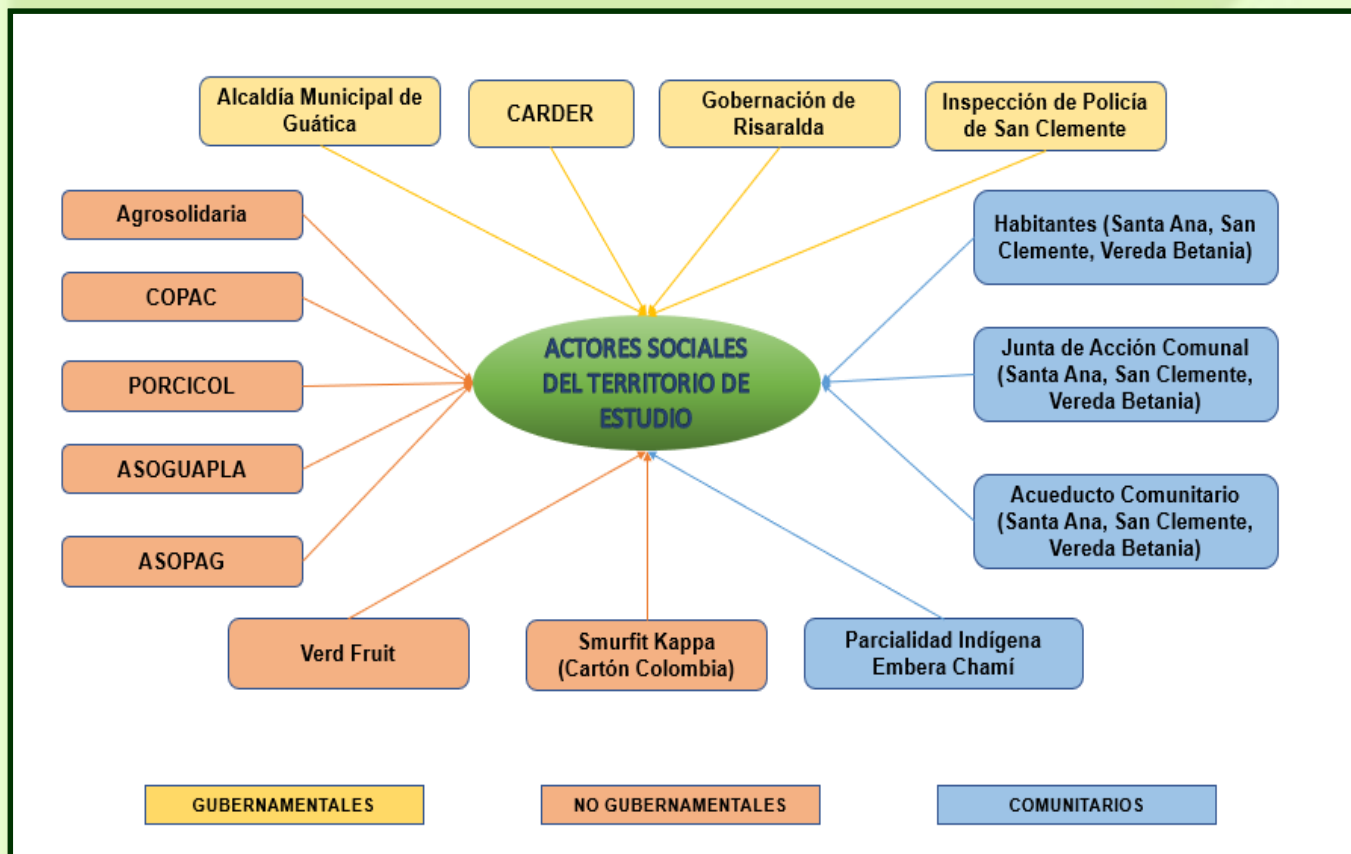 Alcaldía Municipal de
Guática
CARDER
Gobernación de
Risaralda
Inspección de Policía
de San Clemente
Agrosolidaria
COPAC
PORCICOL
ASOGUAPLA
ASOPAG
ACTORES SOCIALES
DEL TERRITORIO DE
ESTUDIO
Habitantes (Santa Ana, San
Clemente, Vereda Betania)
Junta de Acción Comunal
(Santa Ana, San Clemente,
Vereda Betania)
Acueducto Comunitario
(Santa Ana, San Clemente,
Vereda Betania)
Verd Fruit
Smurfit Kappa
(Cartón Colombia)
Parcialidad Indígena
Embera Chamí
GUBERNAMENTALES
NO GUBERNAMENTALES
COMUNITARIOS